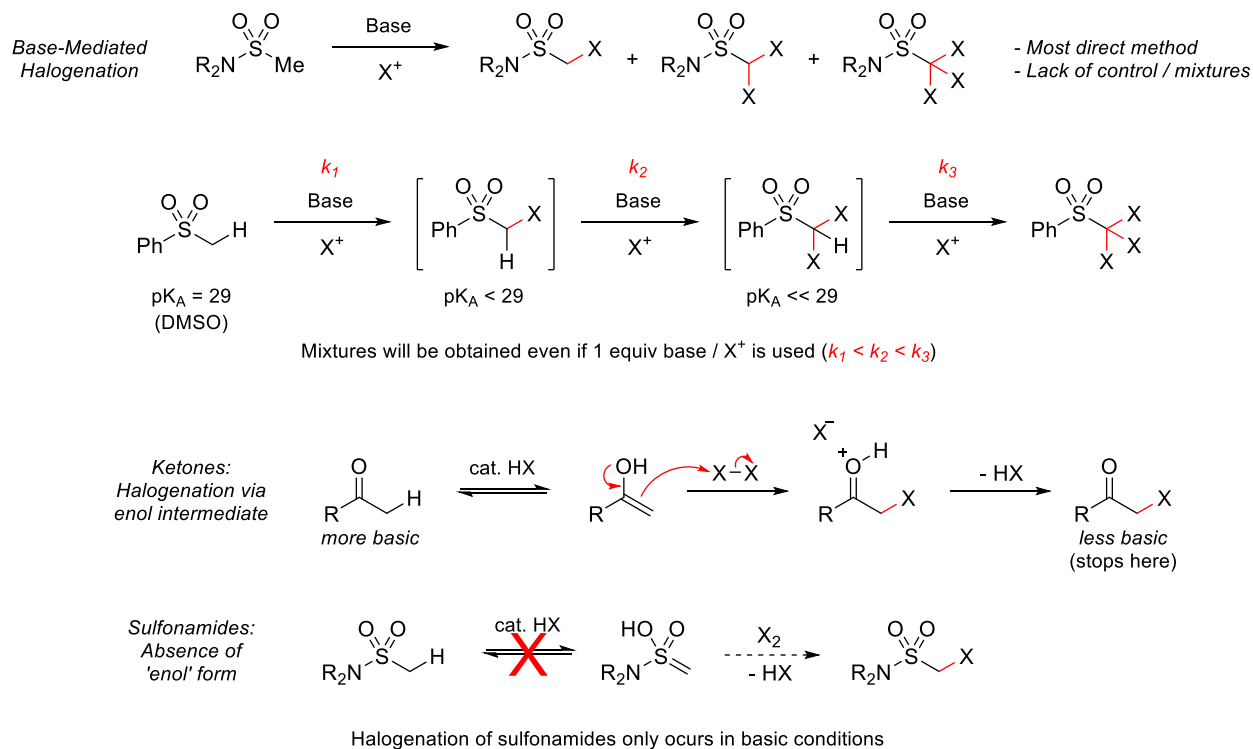 Base-Mediated
Halogenation
O O
S
R2N Me
Base
X+
O O
S
R2N X
+
O O
S
R2N X
X
+
O O
S
R2N X
X
X
- Most direct method
- Lack of control / mixtures
O O
S
Ph H
pKA = 29
(DMSO)
k1
Base
X+
O O
S
Ph X
H
pKA < 29
k2
Base
X+
O O
S
Ph X
H
X
pKA << 29
k3
Base
X+
O O
S
Ph X
X
X
Mixtures will be obtained even if 1 equiv base / X+ is used (k1 < k2 < k3)
Ketones:
Halogenation via
enol intermediate
O
R H
more basic
cat. HX
OH
R
X–X
X–
+
O H
R X
- HX
O
R X
less basic
(stops here)
Sulfonamides:
Absence of
'enol' form
O O
S
R2N H
cat. HX
HO O
S
R2N
X2
- HX
O O
S
R2N X
Halogenation of sulfonamides only ocurs in basic conditions